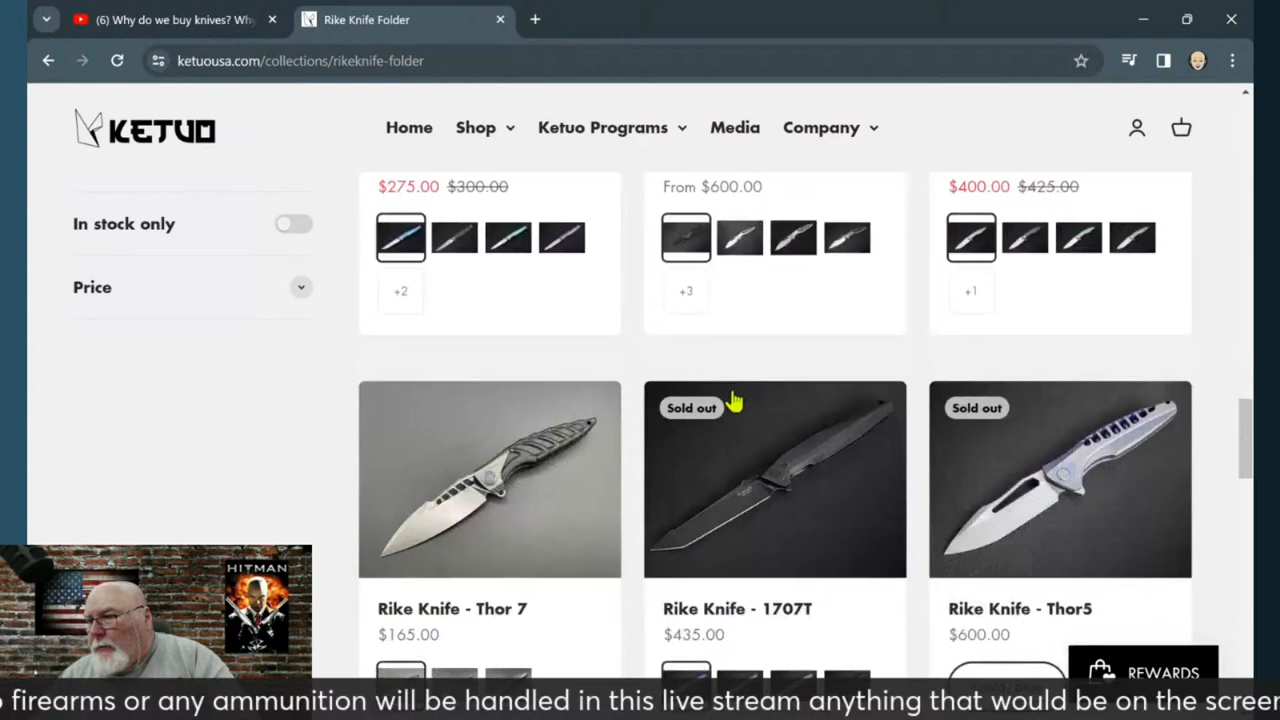 (6) Why do we buy knives? Wh
Rike Knife Folder
ketuousa.com/collections/rikeknife-folder
KETUO
Home
Shop
Ketuo Programs
Media
Company
In stock only
Price
$275.00 $300.00
From $600.00
$400.00 $425.00
+2
+3
+1
Sold out
Sold out
Rike Knife - Thor 7
Rike Knife - 1707T
Rike Knife - Thor5
$165.00
$435.00
$600.00
HITMAN
REWARDS
firearms or any ammunition will be handled in this live stream anything that would be on the screen